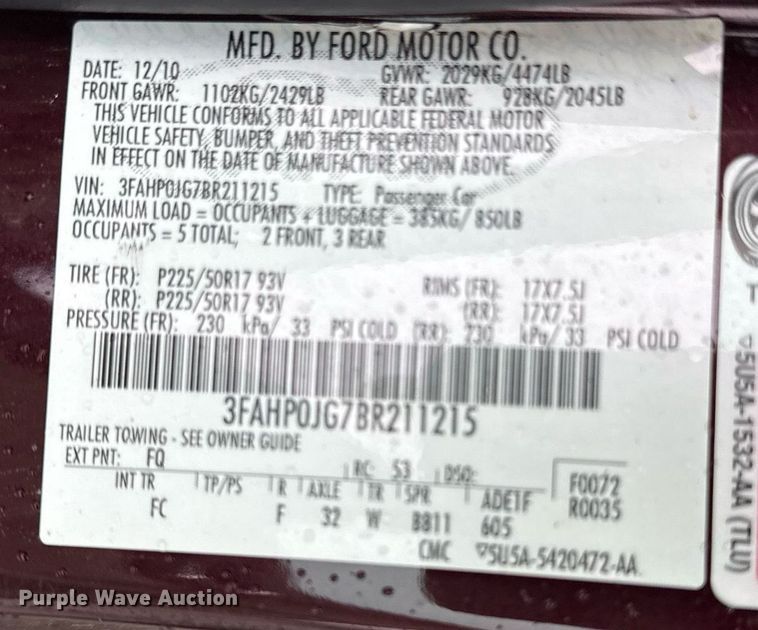 MFD. BY FORD MOTOR CO.
DATE: 12/10 GVWR: 2029KG/4474LB
FRONT GAWR: 1102KG/2429LB REAR GAWR: 928KG/2045LB
THIS VEHICLE CONFORMS TO ALL APPLICABLE FEDERAL MOTOR
VEHICLE SAFETY, BUMPER, AND THEFT PREVENTION STANDARDS
IN EFFECT ON THE DATE OF MANUFACTURE SHOWN ABOVE.
VIN: 3FAHP0JG7BR211215 TYPE: Passenger Car
MAXIMUM LOAD = OCCUPANTS + LUGGAGE = 385KG/ 850LB
OCCUPANTS = 5 TOTAL; 2 FRONT, 3 REAR
TIRE (FR): P225/50R17 93V RIMS (FR): 17X7.5J
(RR): P225/50R17 93V (RR): 17X7.5J
PRESSURE (FR): 230 kPa/ 33 PSI COLD (RR): 230 kPa/ 33 PSI COLD
3FAHP0JG7BR211215
TRAILER TOWING - SEE OWNER GUIDE
EXT PNT: FQ RC: 53 DSO: F0072
INT TR TP/PS R AXLE TR SPR ADETF R0035
FC F 32 W BB11 605
CMC ▽5U5A-5420472-AA
T ▽5U5A-1532-AA (TLU)
Purple Wave Auction